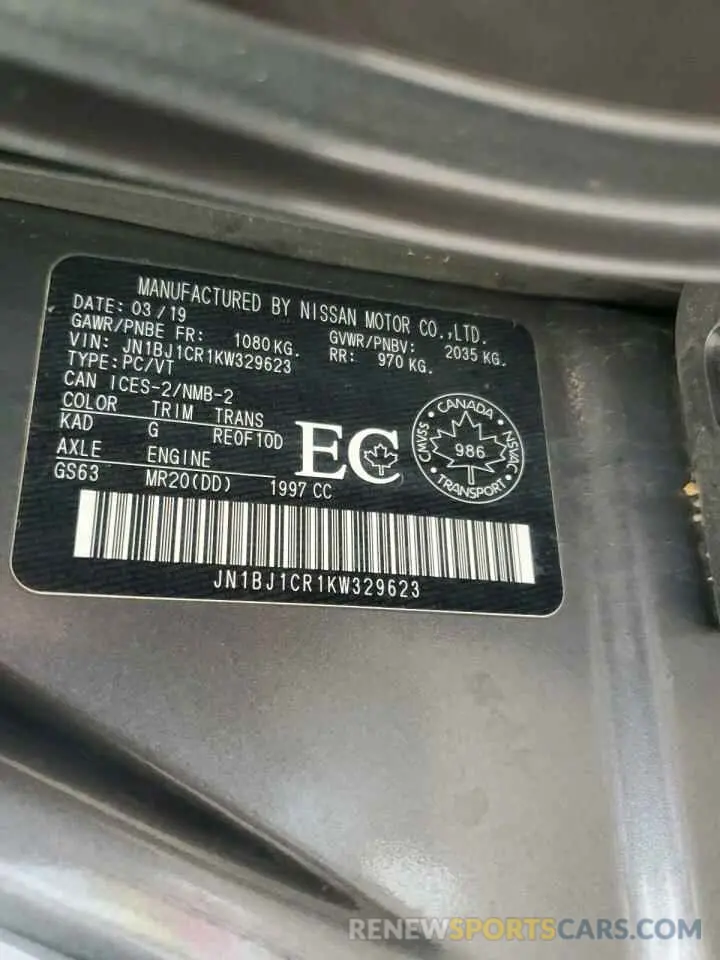 MANUFACTURED BY NISSAN MOTOR CO.,LTD.
DATE: 03/19 GVWR/PNBV: 2035 KG.
GAWR/PNBE FR: 1080 KG. RR: 970 KG.
VIN: JN1BJ1CR1KW329623
TYPE: PC/VT
CAN ICES-2/NMB-2
COLOR TRIM TRANS
KAD G RE0F10D
AXLE ENGINE
GS63 MR20(DD) 1997 CC
EC
CANADA
CMVSS 986 NSVAC
TRANSPORT
JN1BJ1CR1KW329623
RENEWSPORTSCARS.COM